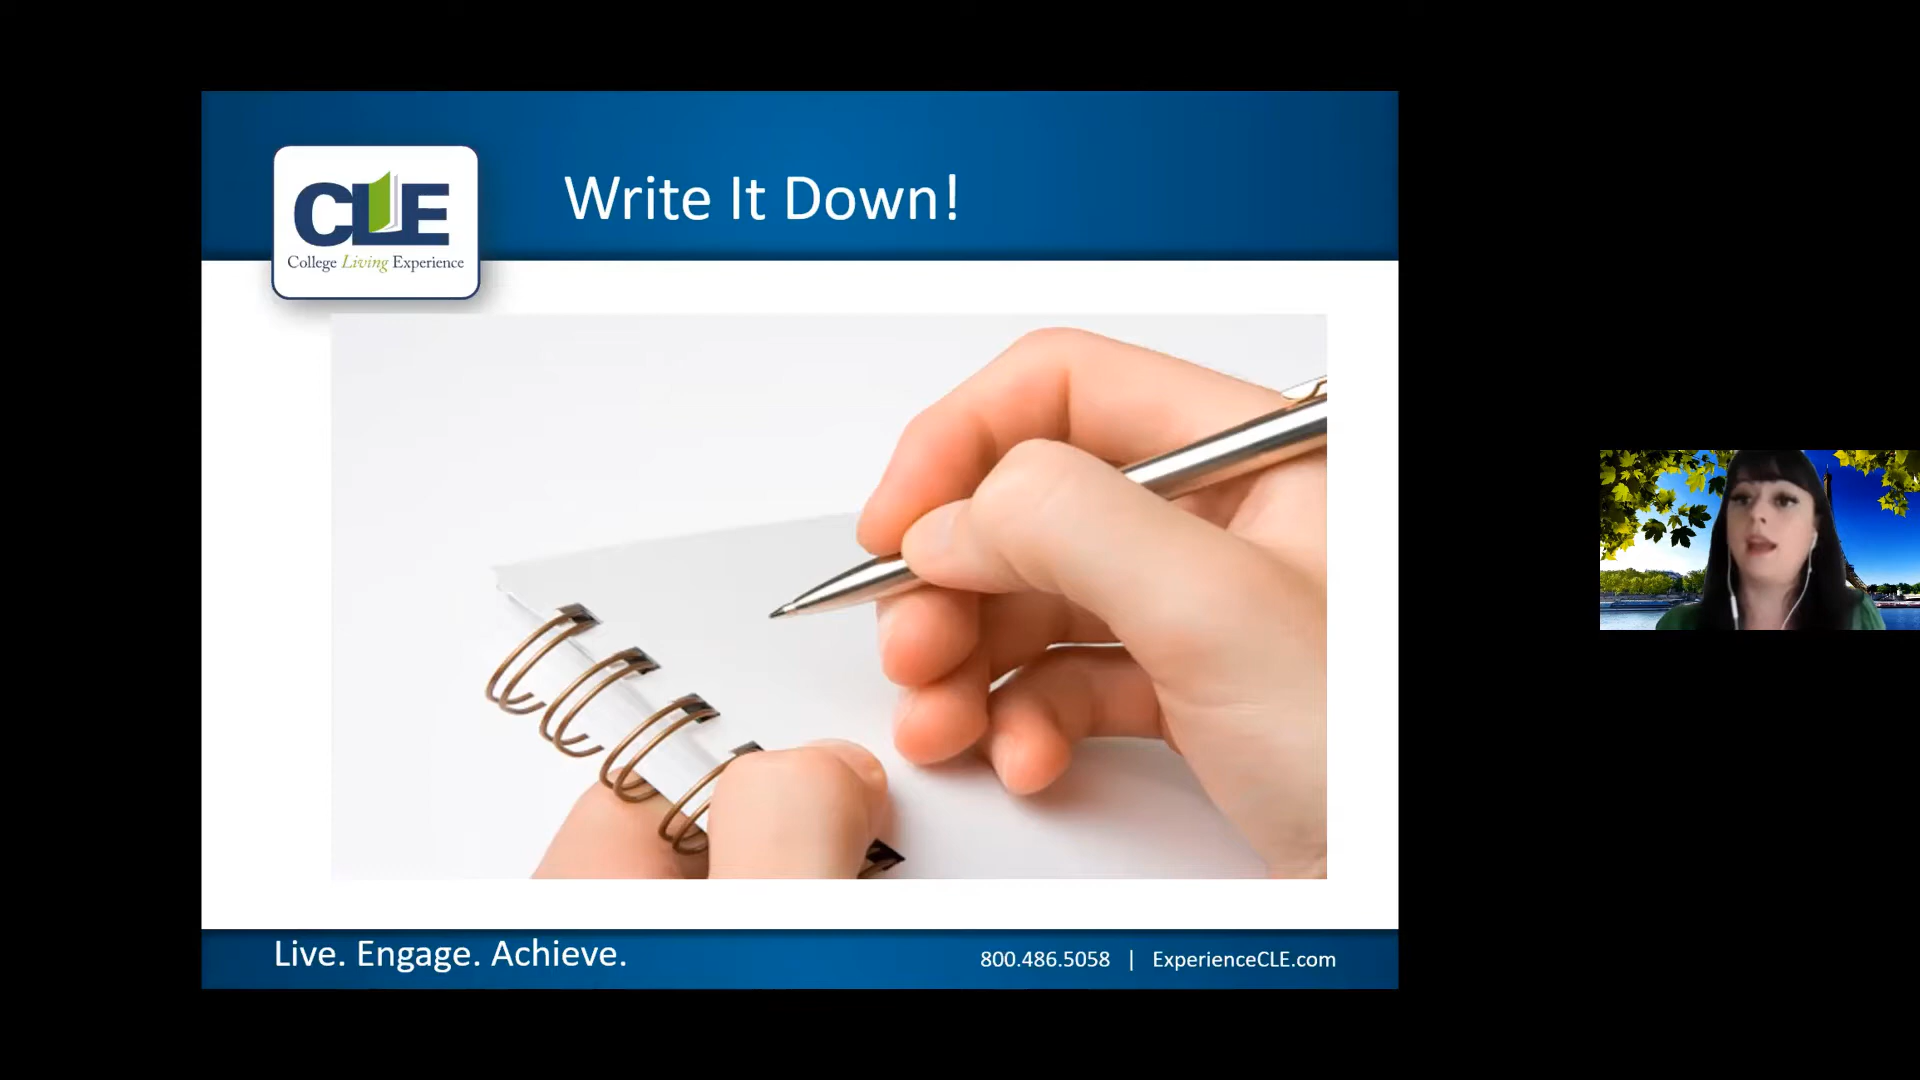 Write It Down!
CLE
College Living Experience
Live. Engage. Achieve.
800.486.5058 | ExperienceCLE.com